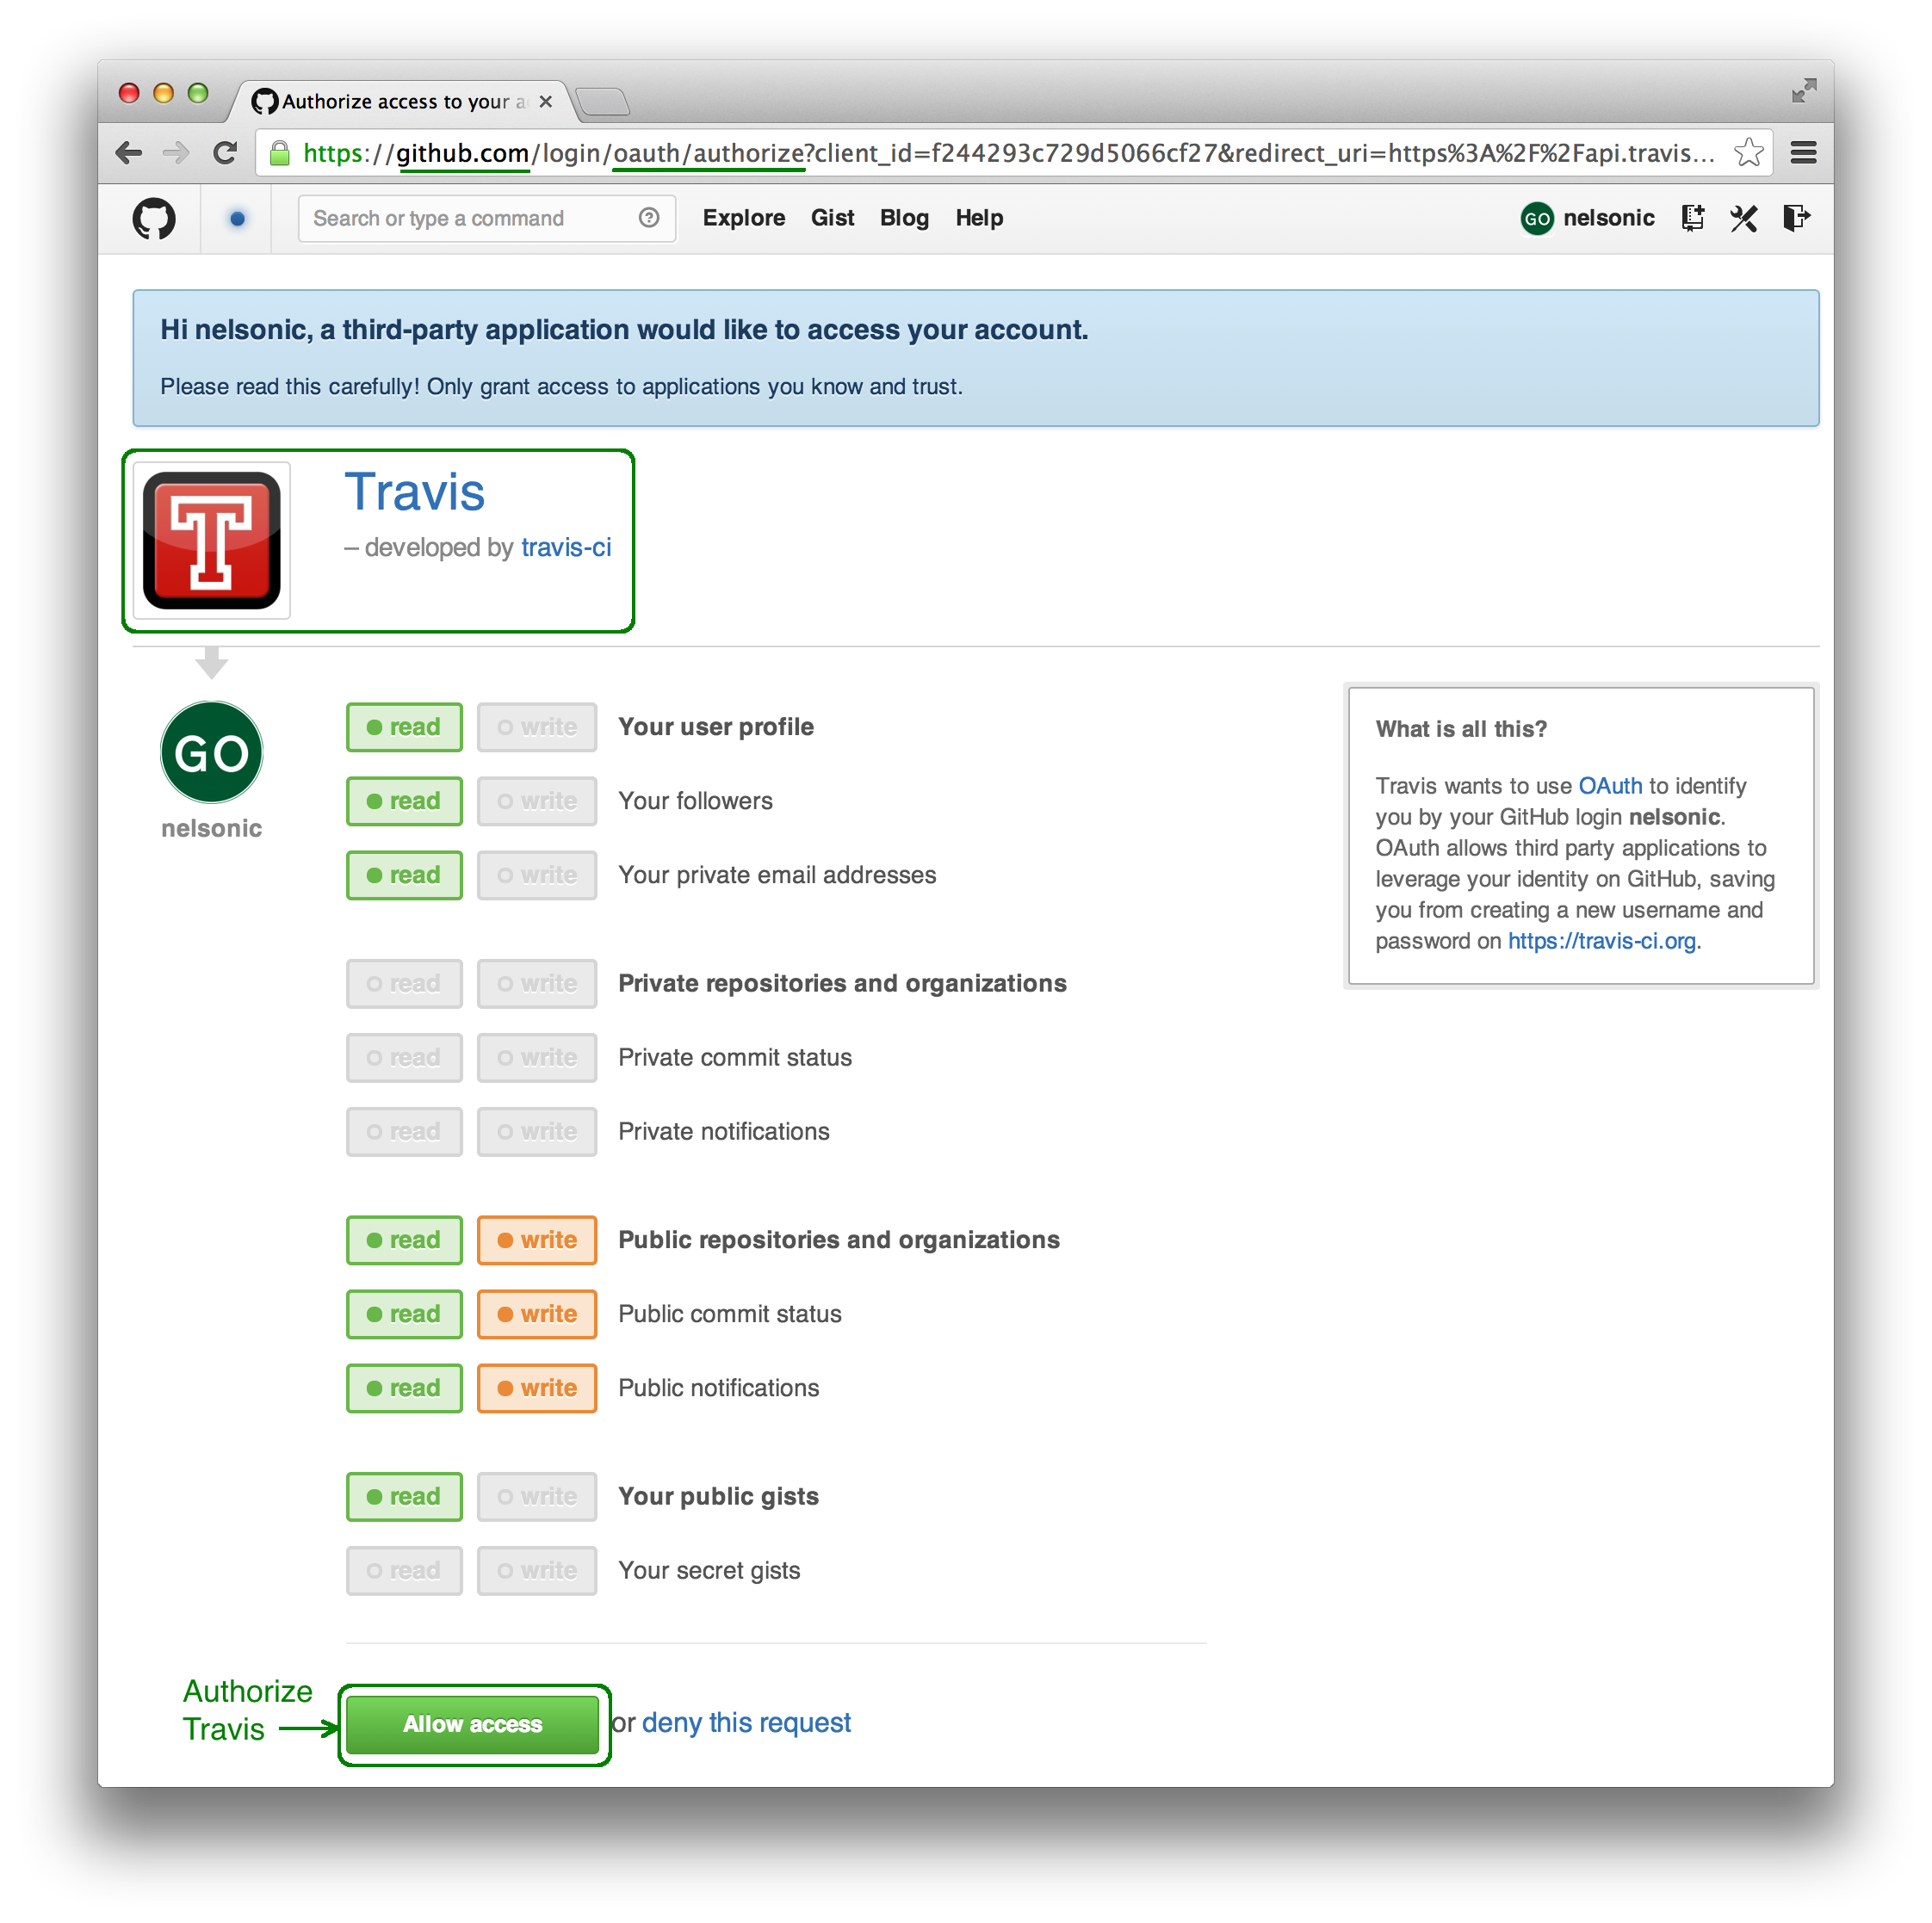 Authorize access to your a
https://github.com/login/oauth/authorize?client_id=f244293c729d5066cf27&redirect_uri=https%3A%2F%2Fapi.travis...
Search or type a command
Explore Gist Blog Help
GO nelsonic
Hi nelsonic, a third-party application would like to access your account.
Please read this carefully! Only grant access to applications you know and trust.
T
Travis
– developed by travis-ci
GO
nelsonic
read write Your user profile
read write Your followers
read write Your private email addresses
read write Private repositories and organizations
read write Private commit status
read write Private notifications
read write Public repositories and organizations
read write Public commit status
read write Public notifications
read write Your public gists
read write Your secret gists
What is all this?
Travis wants to use OAuth to identify
you by your GitHub login nelsonic.
OAuth allows third party applications to
leverage your identity on GitHub, saving
you from creating a new username and
password on https://travis-ci.org.
Authorize
Travis
Allow access or deny this request